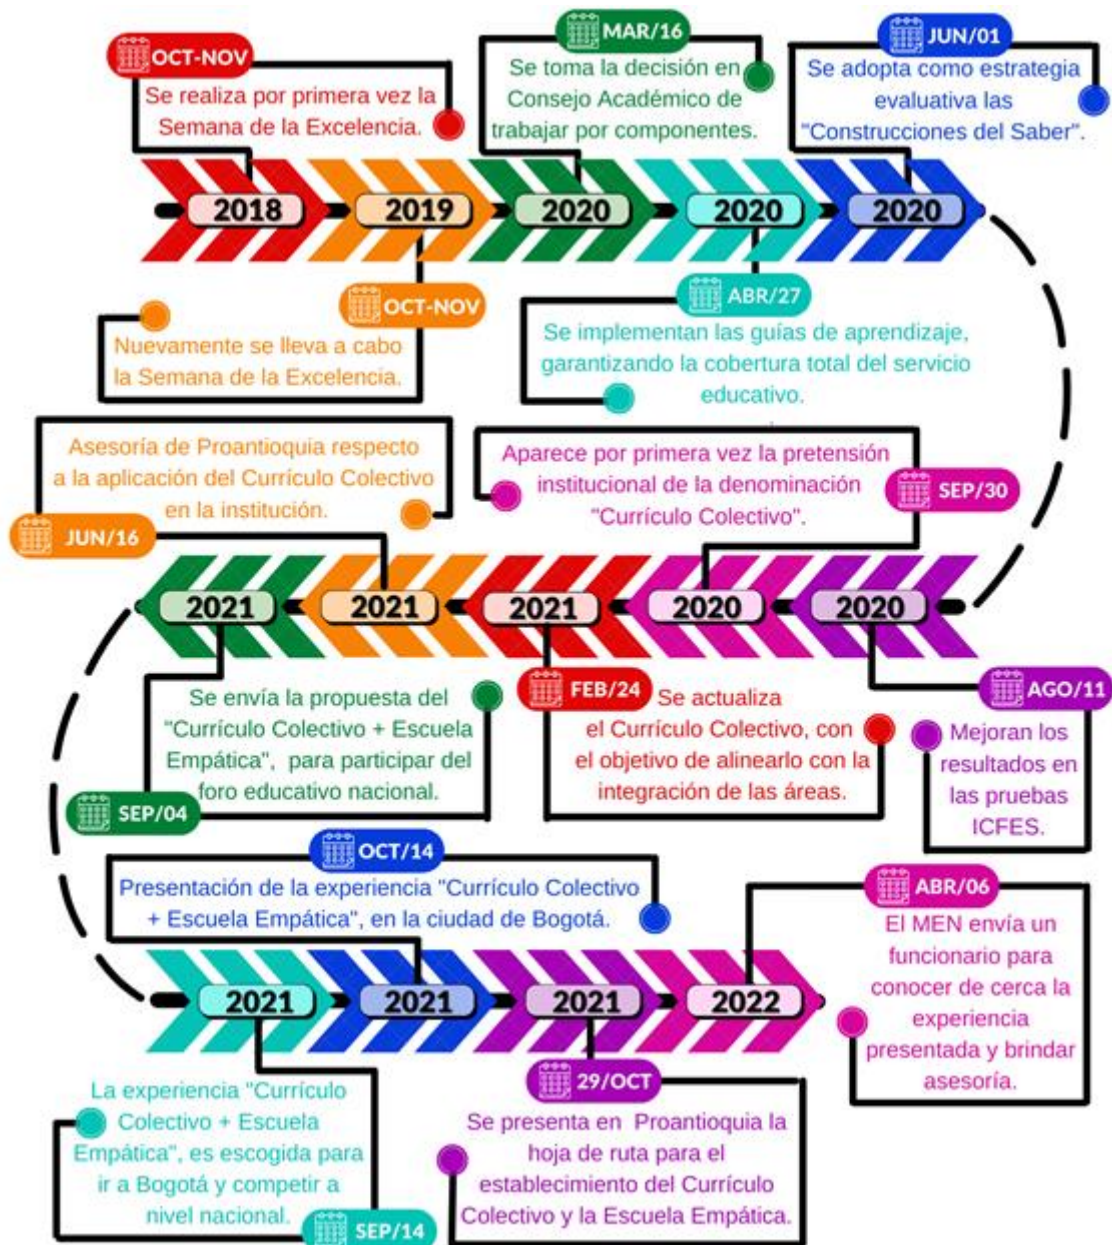 OCT-NOV
Se realiza por primera vez la
Semana de la Excelencia.
MAR/16
Se toma la decisión en
Consejo Académico de
trabajar por componentes.
JUN/01
Se adopta como estrategia
evaluativa las
"Construcciones del Saber".
2018
2019
2020
2020
2020
OCT-NOV
Nuevamente se lleva a cabo
la Semana de la Excelencia.
ABR/27
Se implementan las guías de aprendizaje,
garantizando la cobertura total del servicio
educativo.
Asesoría de Proantioquia respecto
a la aplicación del Currículo Colectivo
en la institución.
JUN/16
Aparece por primera vez la pretensión
institucional de la denominación
"Currículo Colectivo".
SEP/30
2021
2021
2021
2020
2020
Se envía la propuesta del
"Currículo Colectivo + Escuela
Empática", para participar del
foro educativo nacional.
SEP/04
FEB/24
Se actualiza
el Currículo Colectivo, con
el objetivo de alinearlo con la
integración de las áreas.
AGO/11
Mejoran los
resultados en
las pruebas
ICFES.
OCT/14
Presentación de la experiencia "Currículo Colectivo
+ Escuela Empática", en la ciudad de Bogotá.
ABR/06
El MEN envía un
funcionario para
conocer de cerca la
experiencia
presentada y brindar
asesoría.
2021
2021
2021
2022
La experiencia "Currículo
Colectivo + Escuela
Empática", es escogida para
ir a Bogotá y competir a
nivel nacional.
SEP/14
29/OCT
Se presenta en Proantioquia la
hoja de ruta para el
establecimiento del Currículo
Colectivo y la Escuela Empática.